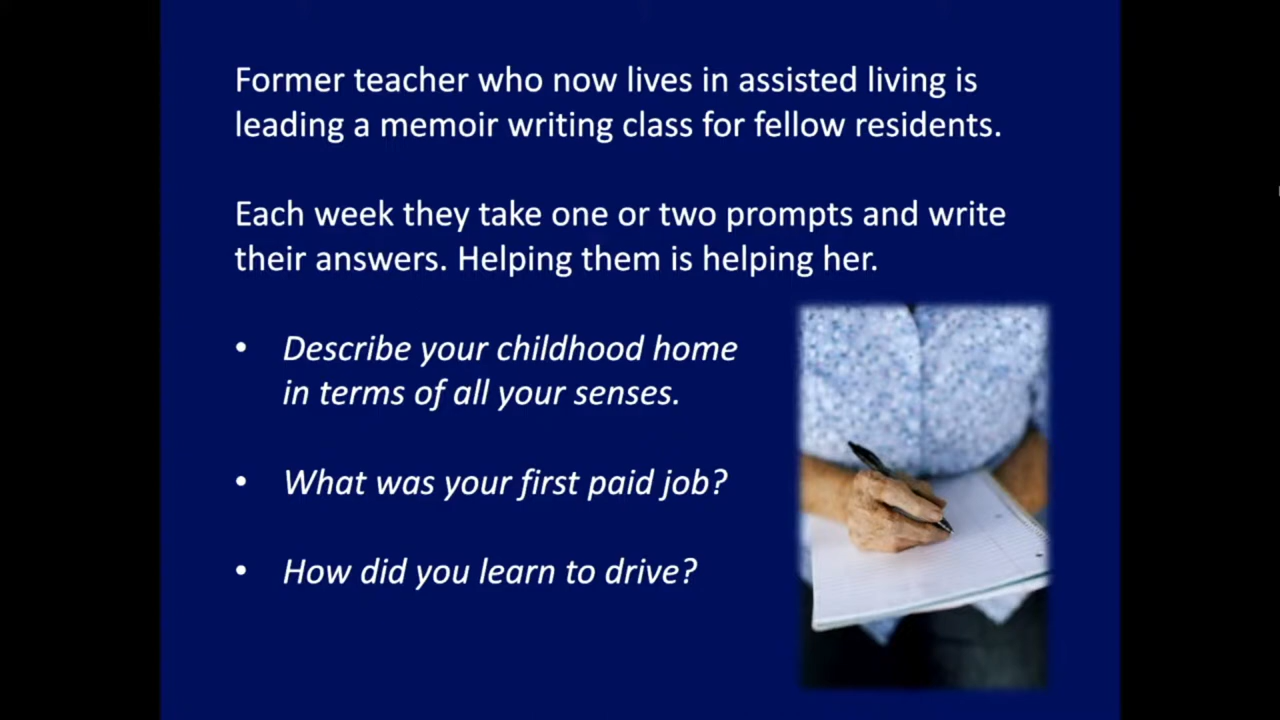 Former teacher who now lives in assisted living is
leading a memoir writing class for fellow residents.
Each week they take one or two prompts and write
their answers. Helping them is helping her.
• Describe your childhood home
in terms of all your senses.
• What was your first paid job?
• How did you learn to drive?